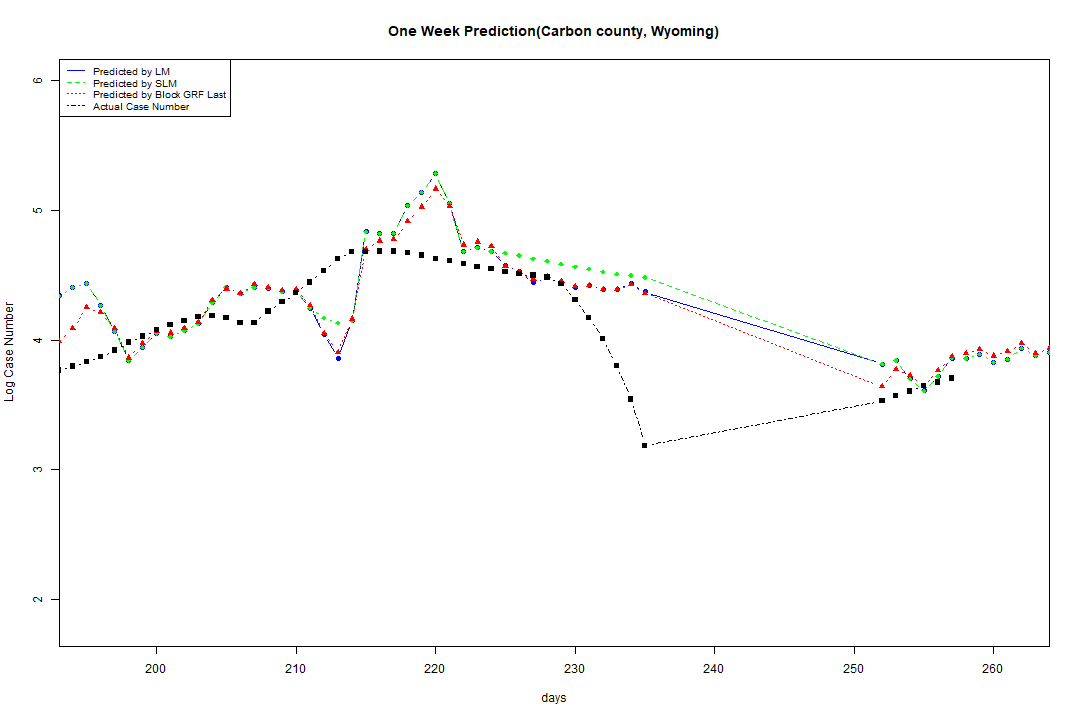 One Week Prediction(Carbon county, Wyoming)
Predicted by LM
Predicted by SLM
Predicted by Block GRF Last
Actual Case Number
6
5
4
3
2
Log Case Number
200 210 220 230 240 250 260
days